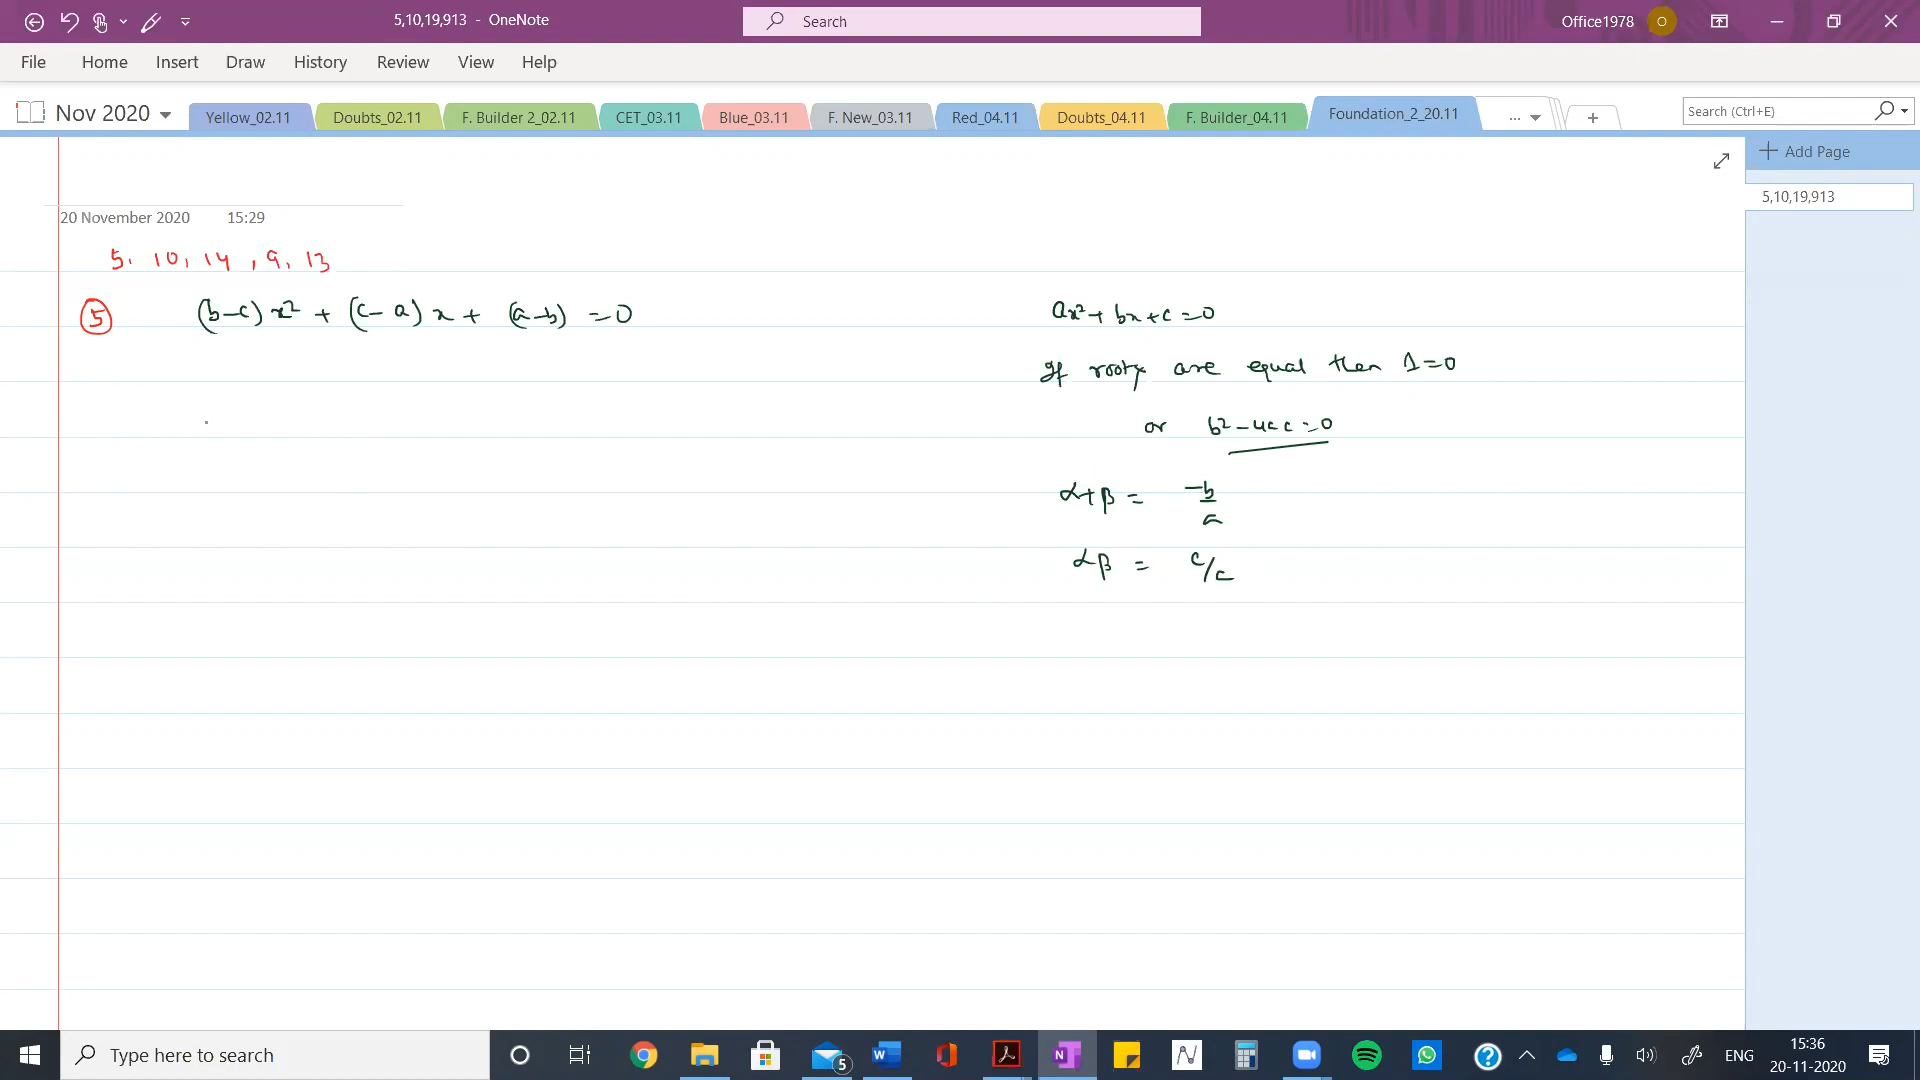 5,10,19,913 - OneNote
Search
Office1978
O
File Home Insert Draw History Review View Help
Nov 2020
Yellow_02.11
Doubts_02.11
F. Builder 2_02.11
CET_03.11
Blue_03.11
F. New_03.11
Red_04.11
Doubts_04.11
F. Builder_04.11
Foundation_2_20.11
...
+
Search (Ctrl+E)
Add Page
5,10,19,913
20 November 2020 15:29
5, 10, 14, 9, 13
5 (b-c)x² + (c-a)x + (a-b) = 0
ax² + bx + c = 0
If roots are equal then Δ = 0
or b² - 4ac = 0
α+β = -b/a
αβ = c/a
Type here to search
5
ENG
15:36
20-11-2020